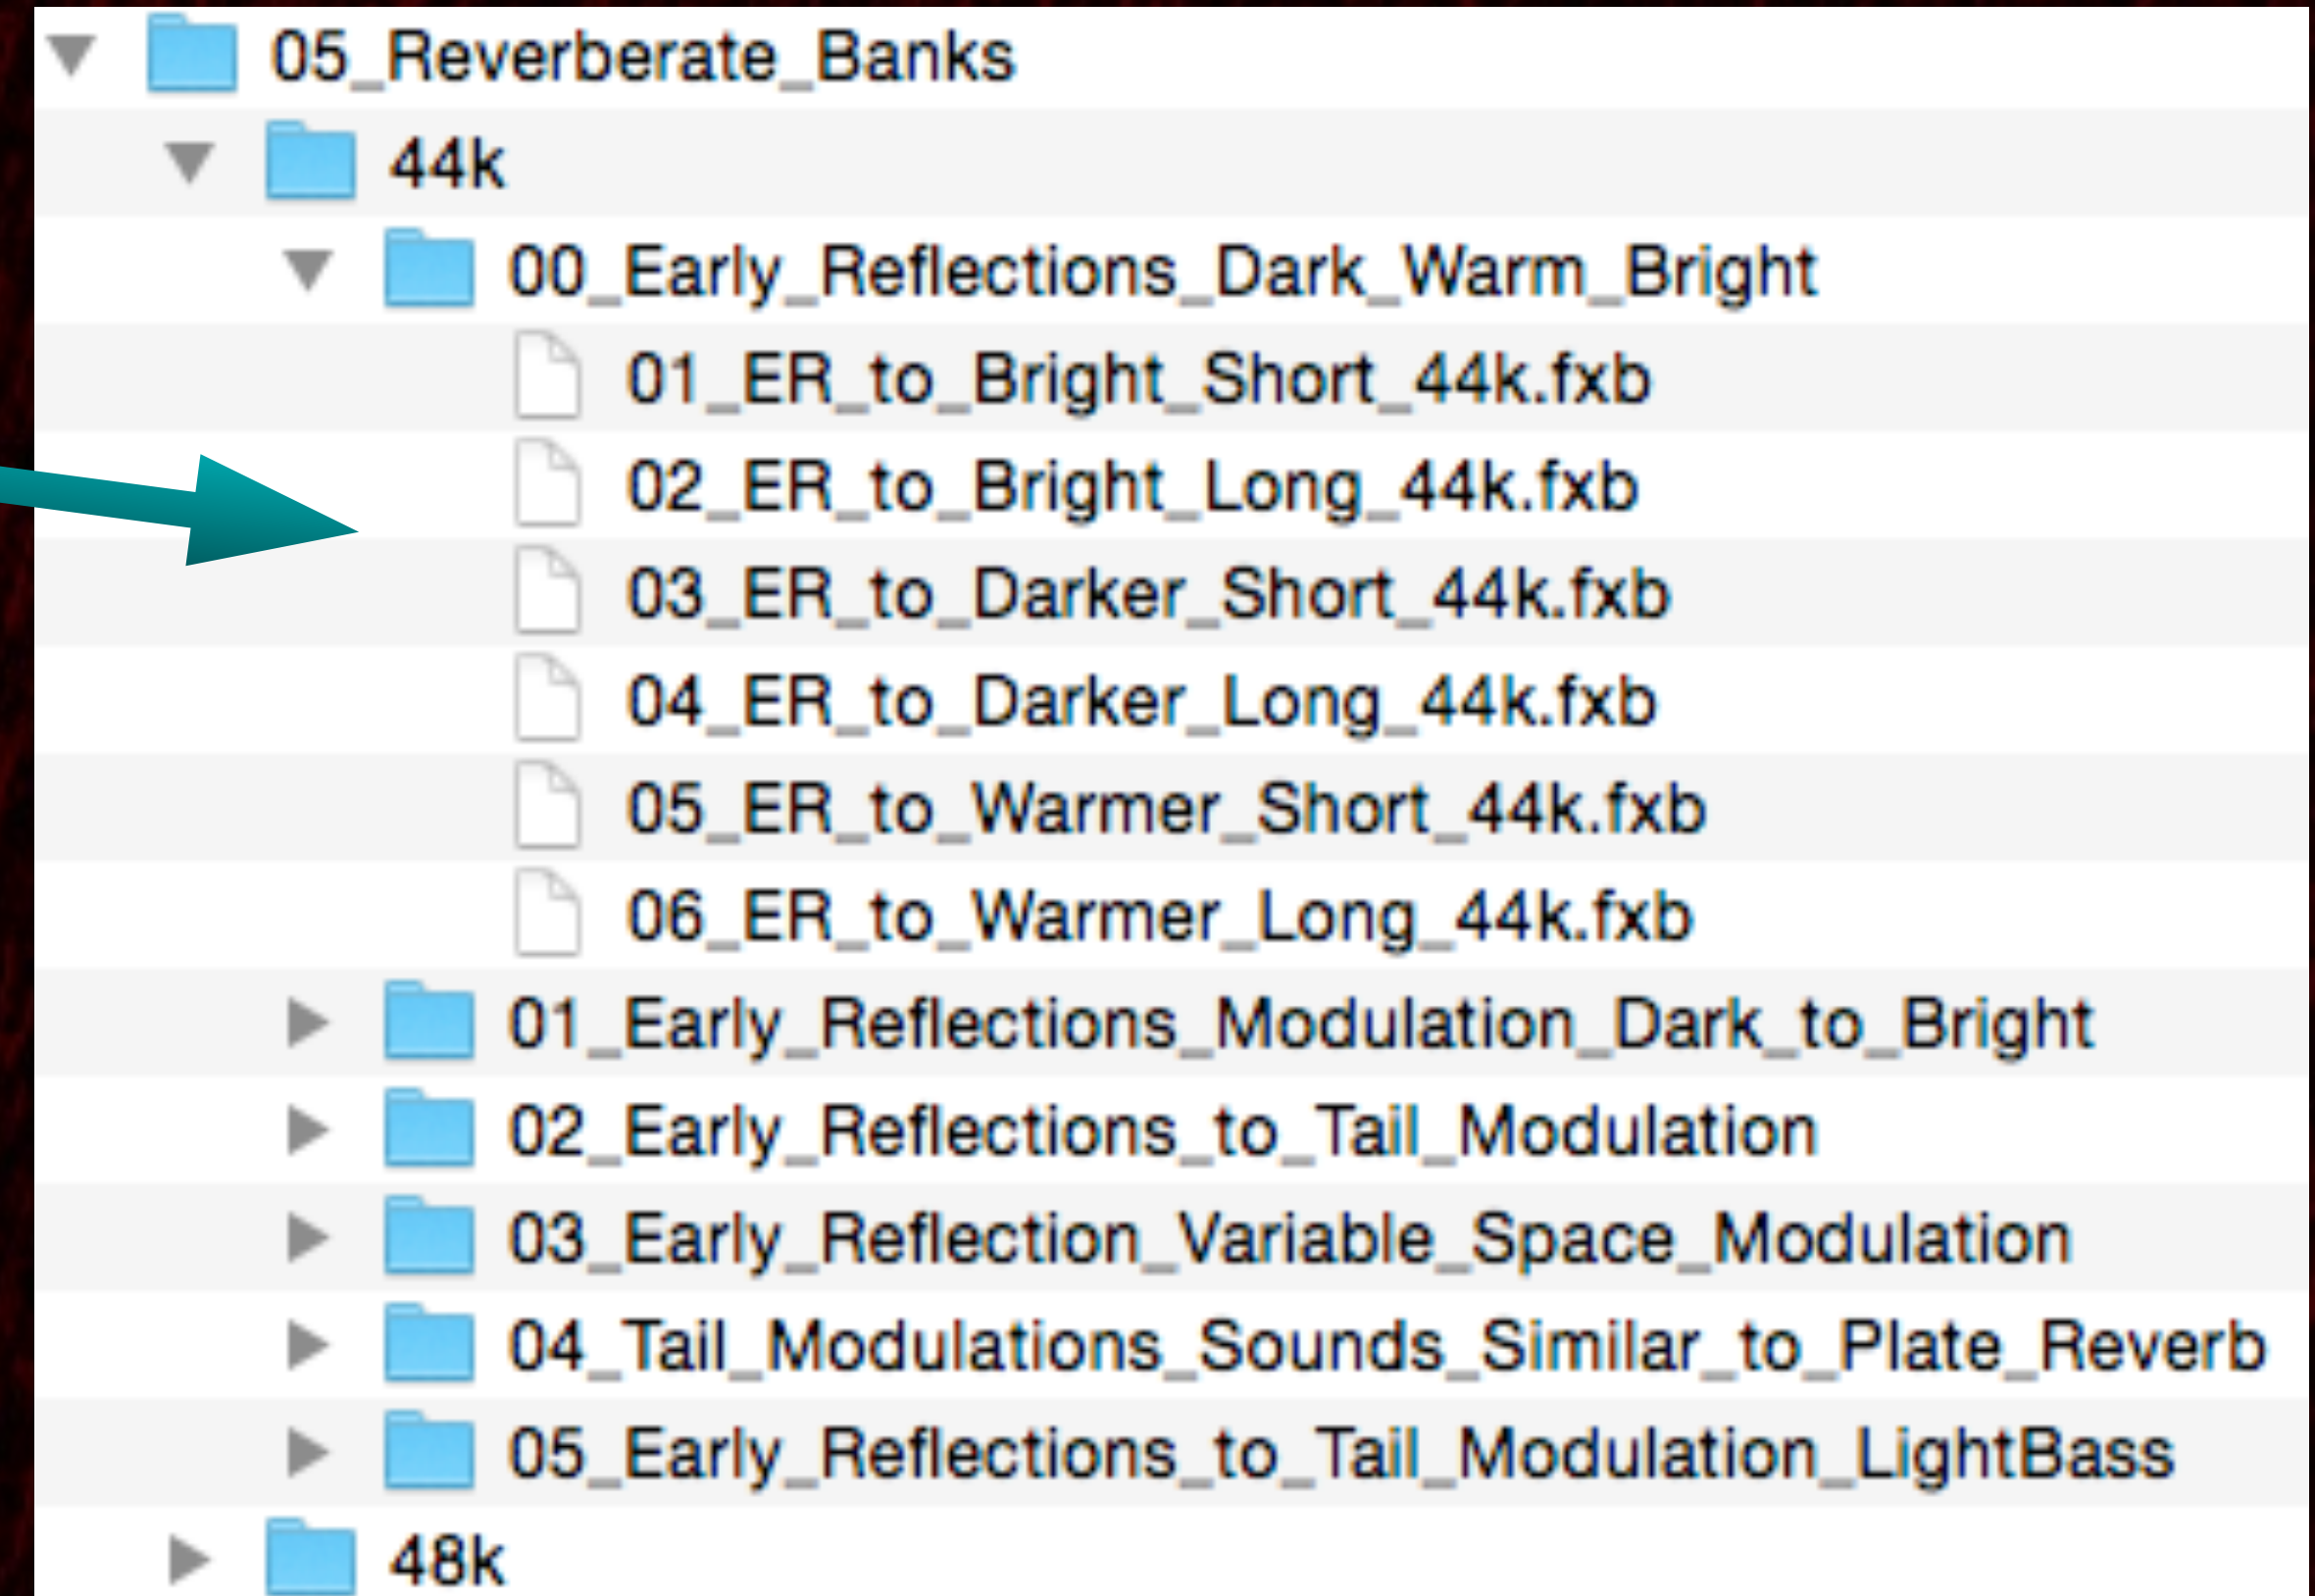 05_Reverberate_Banks
44k
00_Early_Reflections_Dark_Warm_Bright
01_ER_to_Bright_Short_44k.fxb
02_ER_to_Bright_Long_44k.fxb
03_ER_to_Darker_Short_44k.fxb
04_ER_to_Darker_Long_44k.fxb
05_ER_to_Warmer_Short_44k.fxb
06_ER_to_Warmer_Long_44k.fxb
01_Early_Reflections_Modulation_Dark_to_Bright
02_Early_Reflections_to_Tail_Modulation
03_Early_Reflection_Variable_Space_Modulation
04_Tail_Modulations_Sounds_Similar_to_Plate_Reverb
05_Early_Reflections_to_Tail_Modulation_LightBass
48k